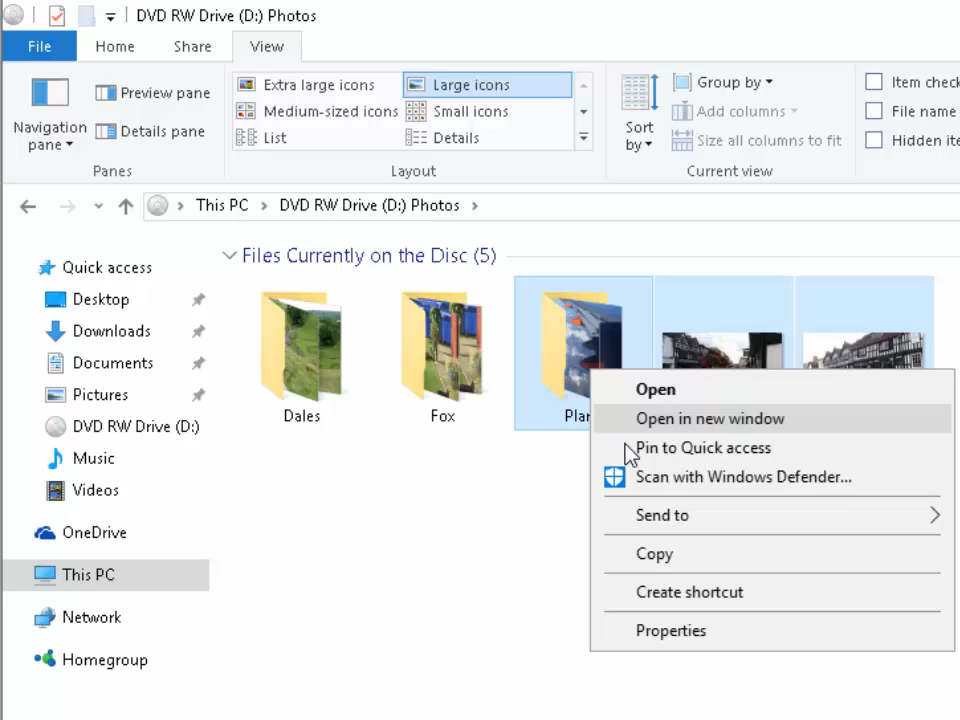 DVD RW Drive (D:) Photos
File Home Share View
Extra large icons Large icons
Medium-sized icons Small icons
List Details
Preview pane
Details pane
Navigation
pane
Panes
Layout
Sort
by
Group by
Add columns
Size all columns to fit
Current view
Item check
File name
Hidden ite
This PC DVD RW Drive (D:) Photos
Quick access
Desktop
Downloads
Documents
Pictures
DVD RW Drive (D:)
Music
Videos
OneDrive
This PC
Network
Homegroup
Files Currently on the Disc (5)
Dales Fox Plan
Open
Open in new window
Pin to Quick access
Scan with Windows Defender...
Send to
Copy
Create shortcut
Properties